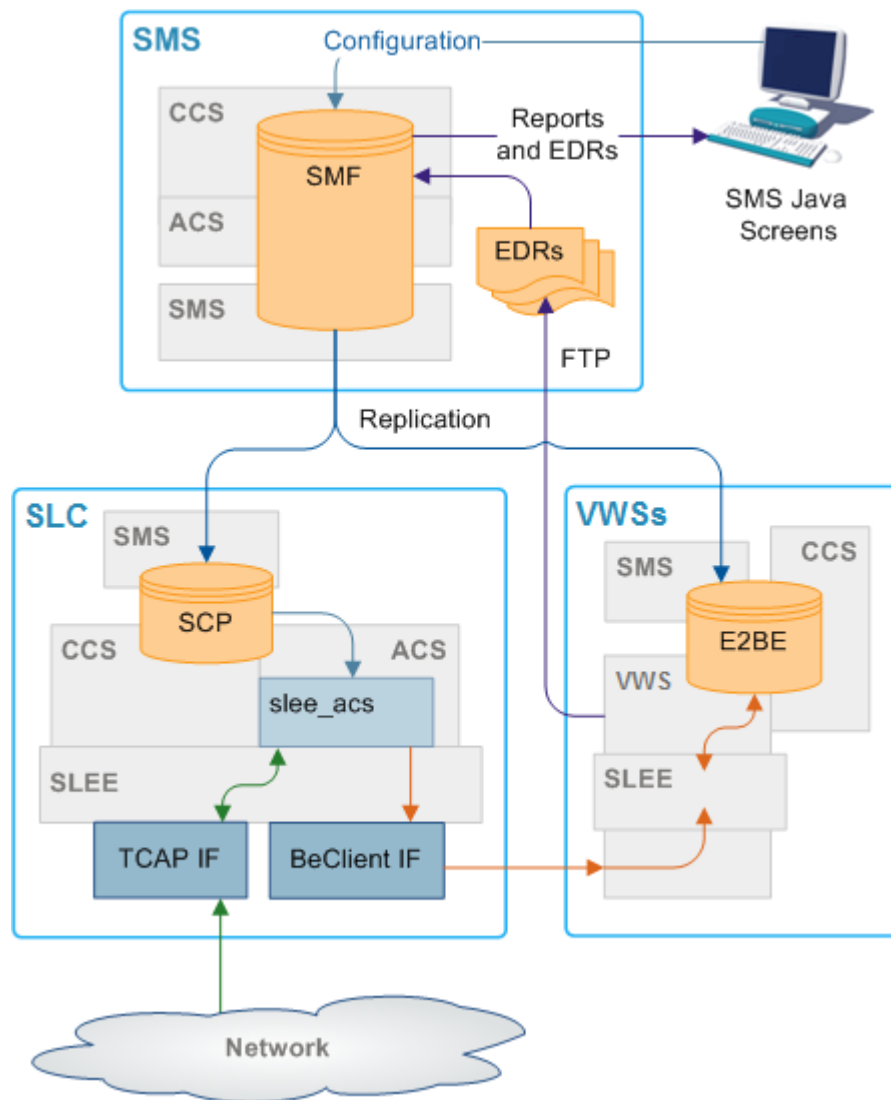 SMS
Configuration
CCS
SMF
Reports
and EDRs
SMS Java
Screens
ACS
EDRs
SMS
FTP
Replication
SLC
SMS
SCP
CCS
ACS
slee_acs
SLEE
TCAP IF
BeClient IF
VWSs
SMS
CCS
E2BE
VWS
SLEE
Network